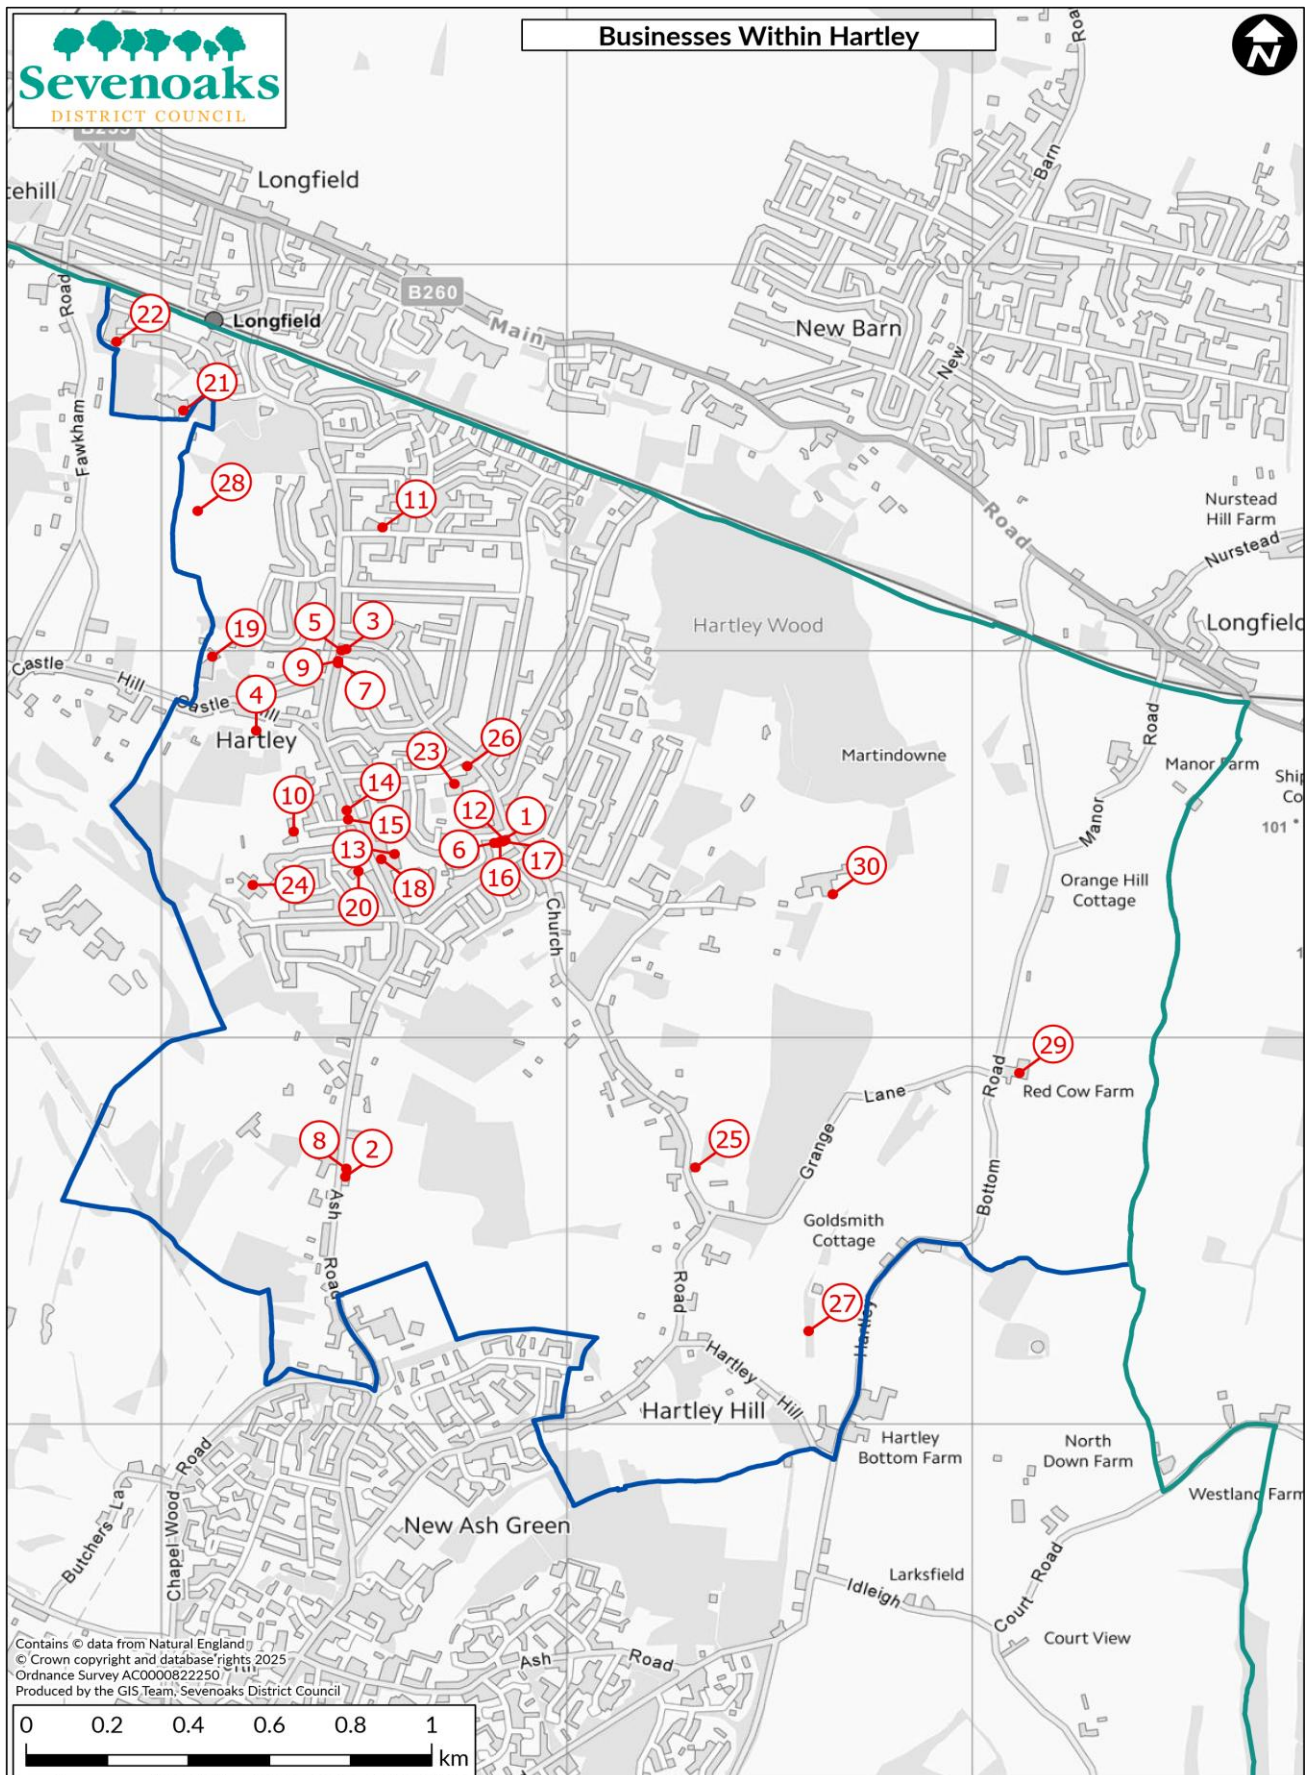 Businesses Within Hartley
N
Sevenoaks
DISTRICT COUNCIL
Road
Barn
Longfield
tehill
B260
Main
New Barn
New
Road
Longfield
22
21
Fawkham
28
11
Road
Nurstead
Hill Farm
Nurstead
Longfield
Hartley Wood
5
3
19
9
7
Castle
Hill
Castle Hill
4
Hartley
23
26
Martindowne
Road
Manor Farm
Manor
101
14
10
15
12
1
13
6
17
16
18
24
20
30
Church
Orange Hill
Cottage
29
Road
Red Cow Farm
Lane
Grange
8
2
25
Ash
Bottom
Goldsmith
Cottage
Road
Road
27
Hartley
Hartley
Hill
Hartley Hill
Hartley
Bottom Farm
North
Down Farm
Westland Farm
Road
Butchers La
Chapel Wood
New Ash Green
Idleigh
Larksfield
Court
Road
Court View
Ash
Road
Contains © data from Natural England
© Crown copyright and database rights 2025
Ordnance Survey AC0000822250
Produced by the GIS Team, Sevenoaks District Council
0 0.2 0.4 0.6 0.8 1
km